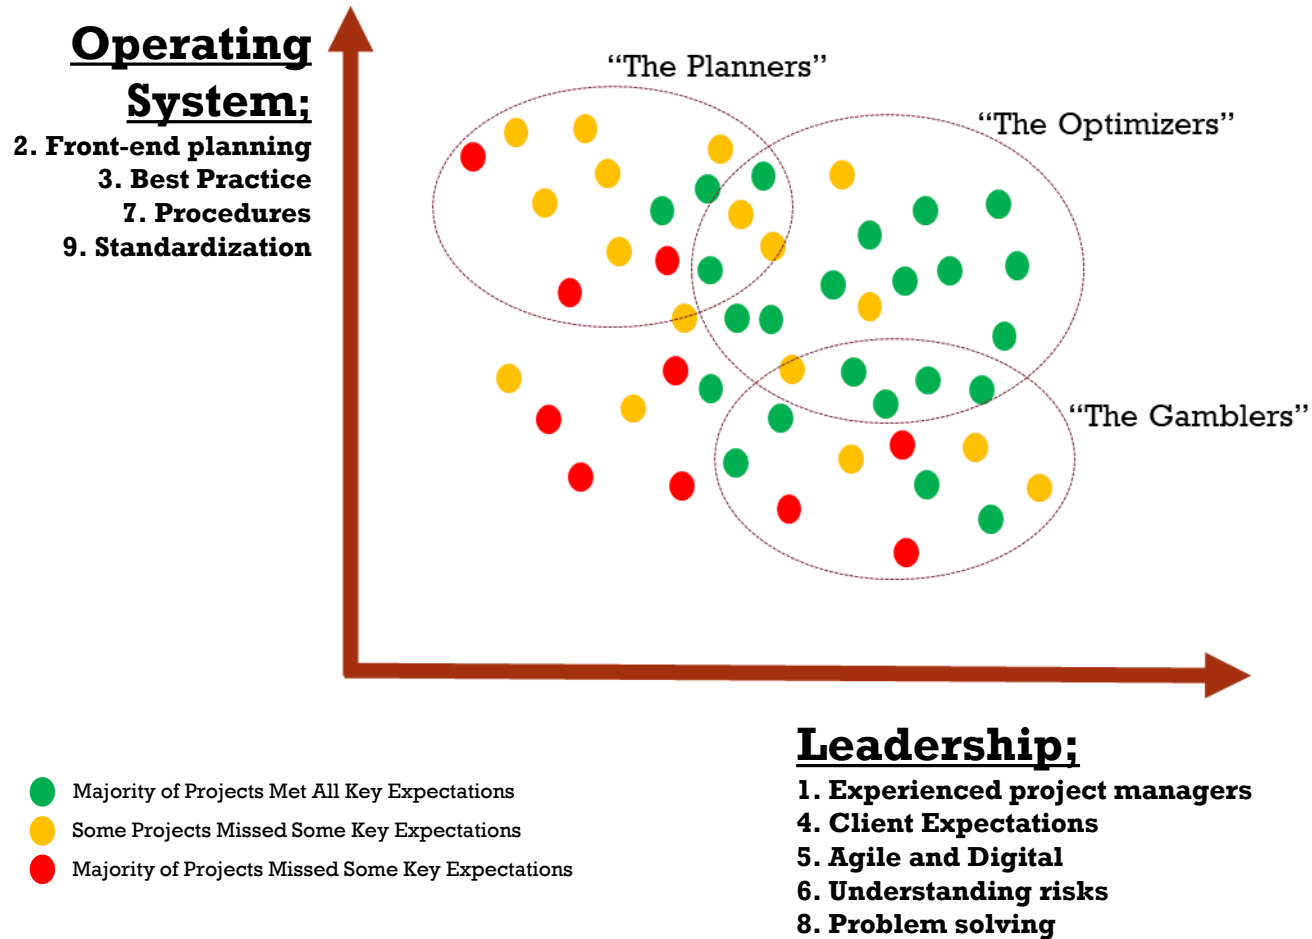 Operating
System;
2. Front-end planning
3. Best Practice
7. Procedures
9. Standardization
“The Planners”
“The Optimizers”
“The Gamblers”
Majority of Projects Met All Key Expectations
Some Projects Missed Some Key Expectations
Majority of Projects Missed Some Key Expectations
Leadership;
1. Experienced project managers
4. Client Expectations
5. Agile and Digital
6. Understanding risks
8. Problem solving